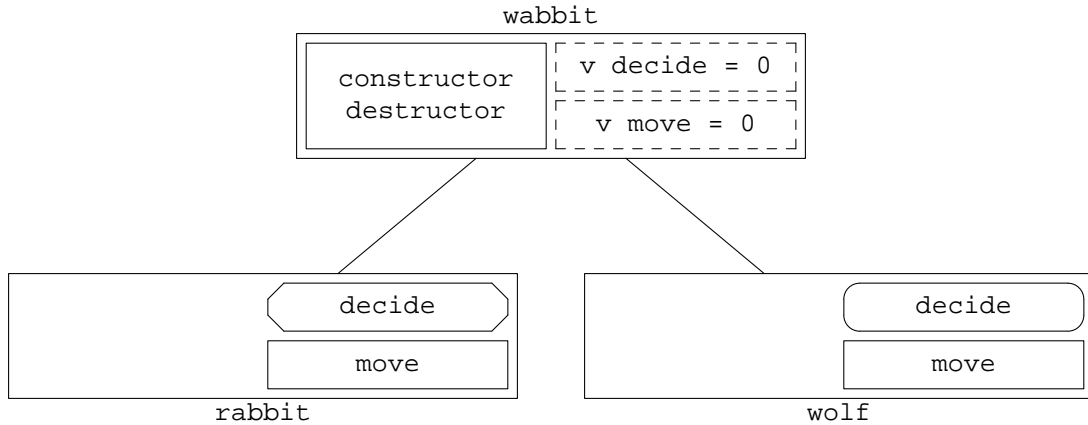 wabbit
constructor
destructor
v decide = 0
v move = 0
decide
move
rabbit
decide
move
wolf